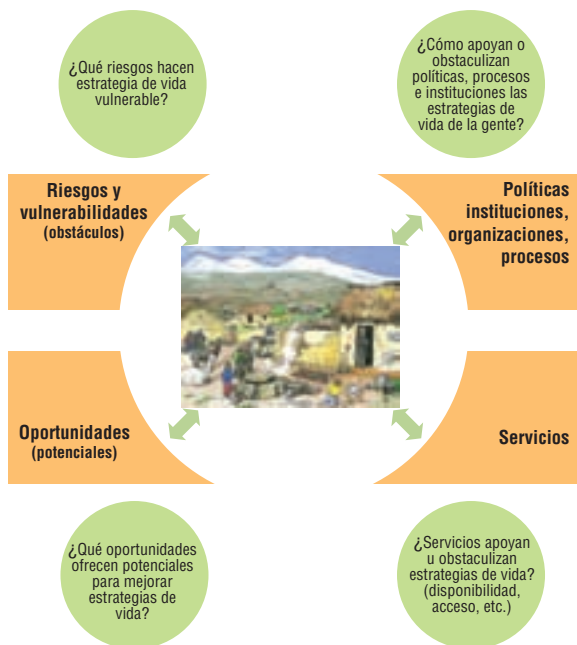 ¿Qué riesgos hacen
estrategia de vida
vulnerable?
¿Cómo apoyan o
obstaculizan
políticas, procesos
e instituciones las
estrategias de
vida de la gente?
Riesgos y
vulnerabilidades
(obstáculos)
Políticas
instituciones,
organizaciones,
procesos
Oportunidades
(potenciales)
Servicios
¿Qué oportunidades
ofrecen potenciales
para mejorar
estrategias de
vida?
¿Servicios apoyan
u obstaculizan
estrategias de vida?
(disponibilidad,
acceso, etc.)